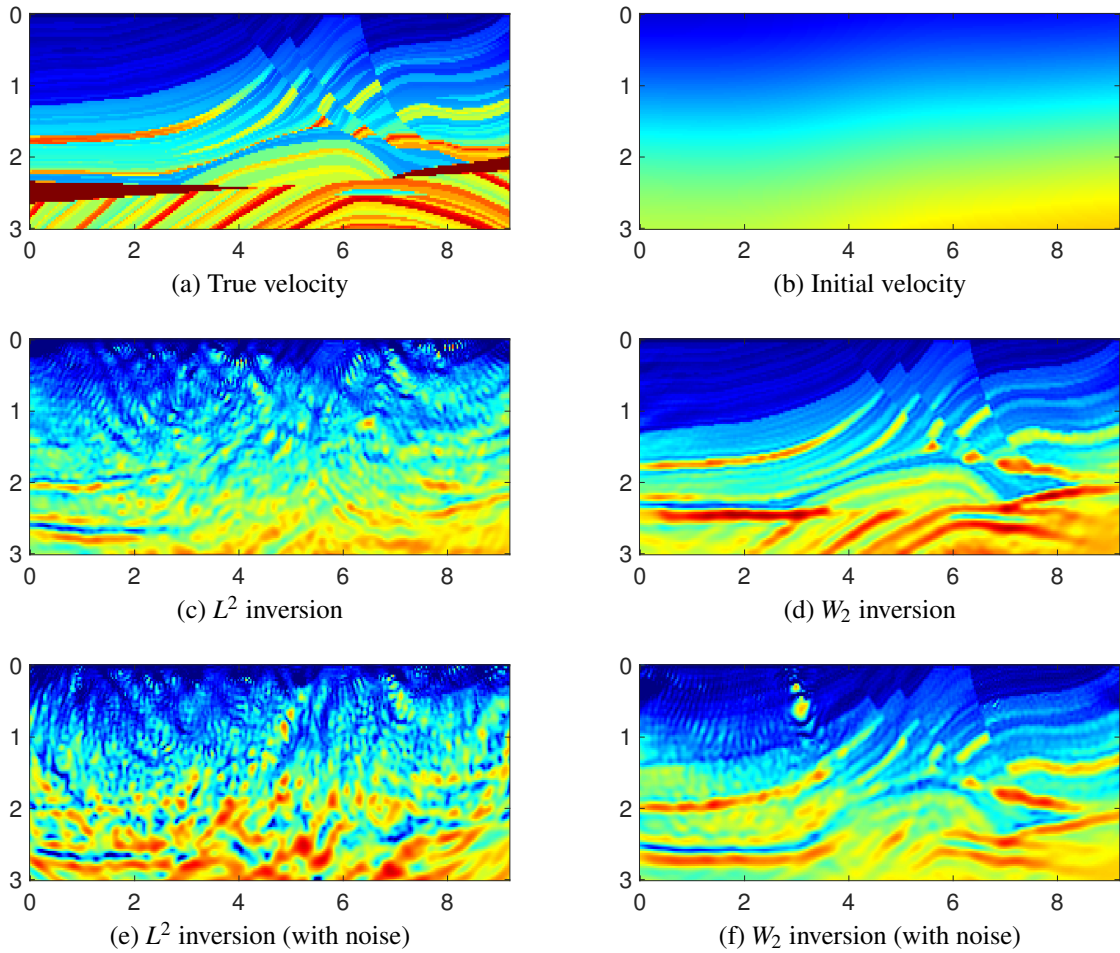 0
1
2
3
0 2 4 6 8
(a) True velocity
0
1
2
3
0 2 4 6 8
(b) Initial velocity
0
1
2
3
0 2 4 6 8
(c) L² inversion
0
1
2
3
0 2 4 6 8
(d) W₂ inversion
0
1
2
3
0 2 4 6 8
(e) L² inversion (with noise)
0
1
2
3
0 2 4 6 8
(f) W₂ inversion (with noise)